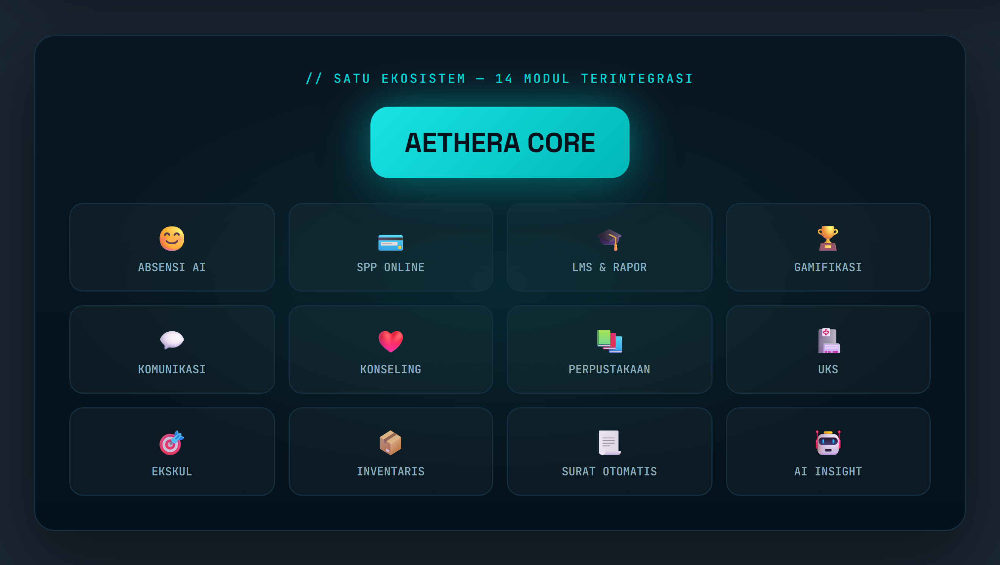 // SATU EKOSISTEM — 14 MODUL TERINTEGRASI
AETHERA CORE
ABSENSI AI
SPP ONLINE
LMS & RAPOR
GAMIFIKASI
KOMUNIKASI
KONSELING
PERPUSTAKAAN
UKS
EKSKUL
INVENTARIS
SURAT OTOMATIS
AI INSIGHT